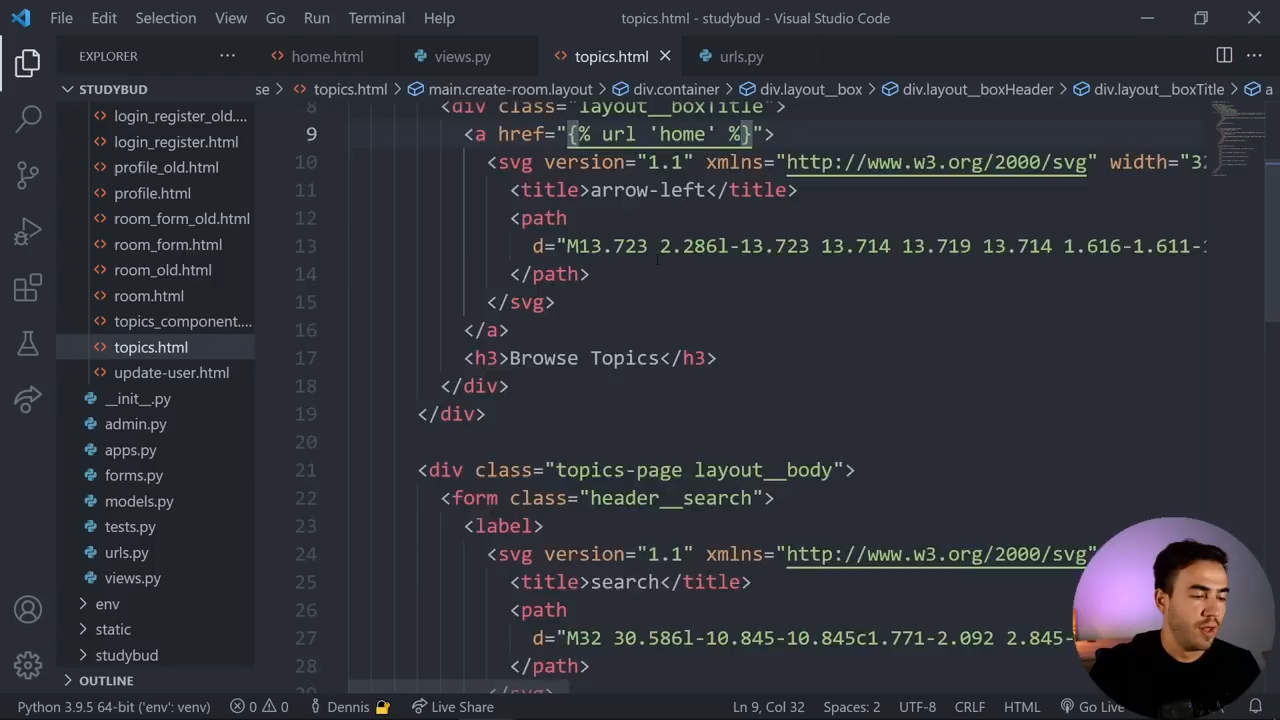 File Edit Selection View Go Run Terminal Help topics.html - studybud - Visual Studio Code
EXPLORER
home.html views.py topics.html urls.py
STUDYBUD
se topics.html main.create-room.layout div.container div.layout__box div.layout__boxHeader div.layout__boxTitle a
login_register_old....
login_register.html
profile_old.html
profile.html
room_form_old.html
room_form.html
room_old.html
room.html
topics_component....
topics.html
update-user.html
__init__.py
admin.py
apps.py
forms.py
models.py
tests.py
urls.py
views.py
env
static
studybud
OUTLINE
8 <div class="layout__boxTitle">
9 <a href="{% url 'home' %}">
10 <svg version="1.1" xmlns="http://www.w3.org/2000/svg" width="32
11 <title>arrow-left</title>
12 <path
13 d="M13.723 2.286l-13.723 13.714 13.719 13.714 1.616-1.611-1
14 </path>
15 </svg>
16 </a>
17 <h3>Browse Topics</h3>
18 </div>
19 </div>
20
21 <div class="topics-page layout__body">
22 <form class="header__search">
23 <label>
24 <svg version="1.1" xmlns="http://www.w3.org/2000/svg"
25 <title>search</title>
26 <path
27 d="M32 30.586l-10.845-10.845c1.771-2.092 2.845-
28 </path>
</svg>
Python 3.9.5 64-bit ('env': venv) 0 0 Dennis Live Share Ln 9, Col 32 Spaces: 2 UTF-8 CRLF HTML Go Live